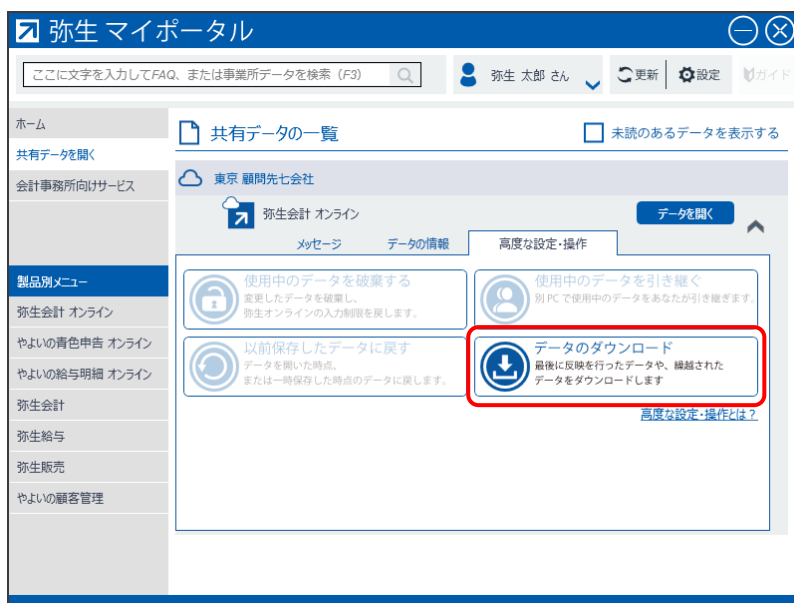 弥生 マイポータル
ここに文字を入力してFAQ、または事業所データを検索（F3）
弥生 太郎 さん
更新
設定
ガイド
ホーム
共有データを開く
会計事務所向けサービス
製品別メニュー
弥生会計 オンライン
やよいの青色申告 オンライン
やよいの給与明細 オンライン
弥生会計
弥生給与
弥生販売
やよいの顧客管理
共有データの一覧
未読のあるデータを表示する
東京 顧問先七会社
弥生会計 オンライン
データを開く
メッセージ
データの情報
高度な設定・操作
使用中のデータを破棄する
変更したデータを破棄し、
弥生オンラインの入力制限を戻します。
使用中のデータを引き継ぐ
別 PC で使用中のデータをあなたが引き継ぎます。
以前保存したデータに戻す
データを開いた時点、
または一時保存した時点のデータに戻します。
データのダウンロード
最後に反映を行ったデータや、繰越された
データをダウンロードします
高度な設定・操作とは？